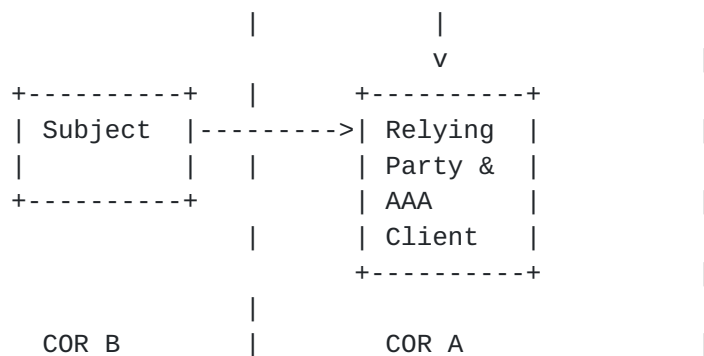 | |
v |
+----------+ | +----------+
| Subject |--------->| Relying | |
| | | | Party & |
+----------+ | AAA | |
| | Client |
+----------+ |
|
COR B | COR A |